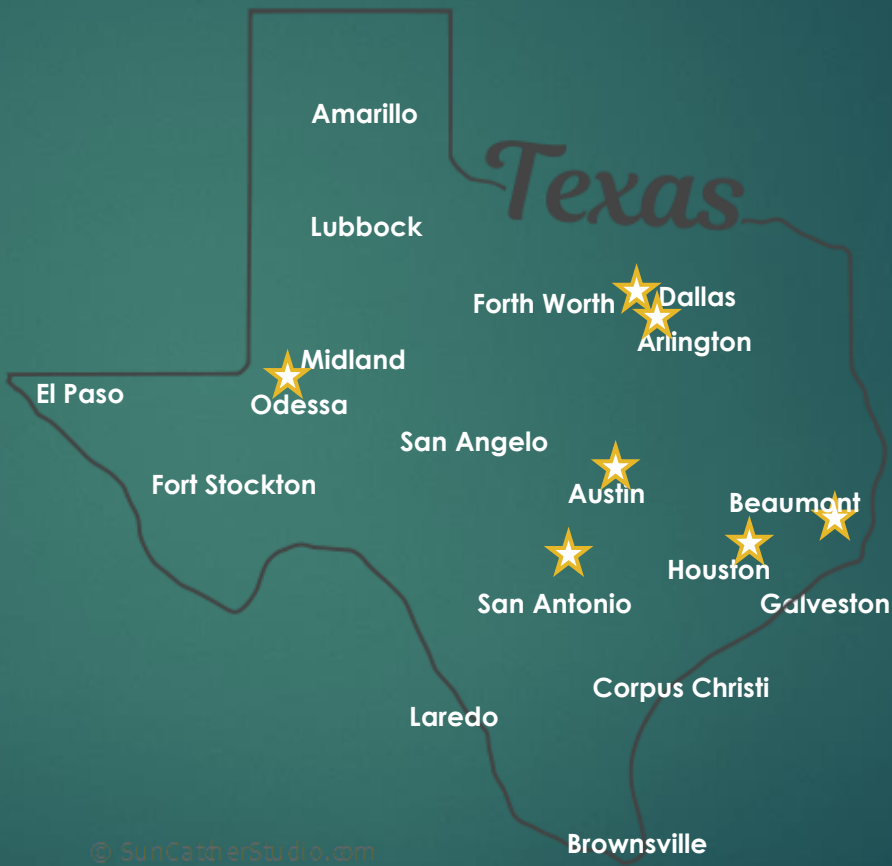 Amarillo
Texas
Lubbock
Forth Worth
Dallas
Arlington
Midland
Odessa
El Paso
San Angelo
Fort Stockton
Austin
Beaumont
Houston
San Antonio
Galveston
Corpus Christi
Laredo
Brownsville
© SunCatcherStudio.com